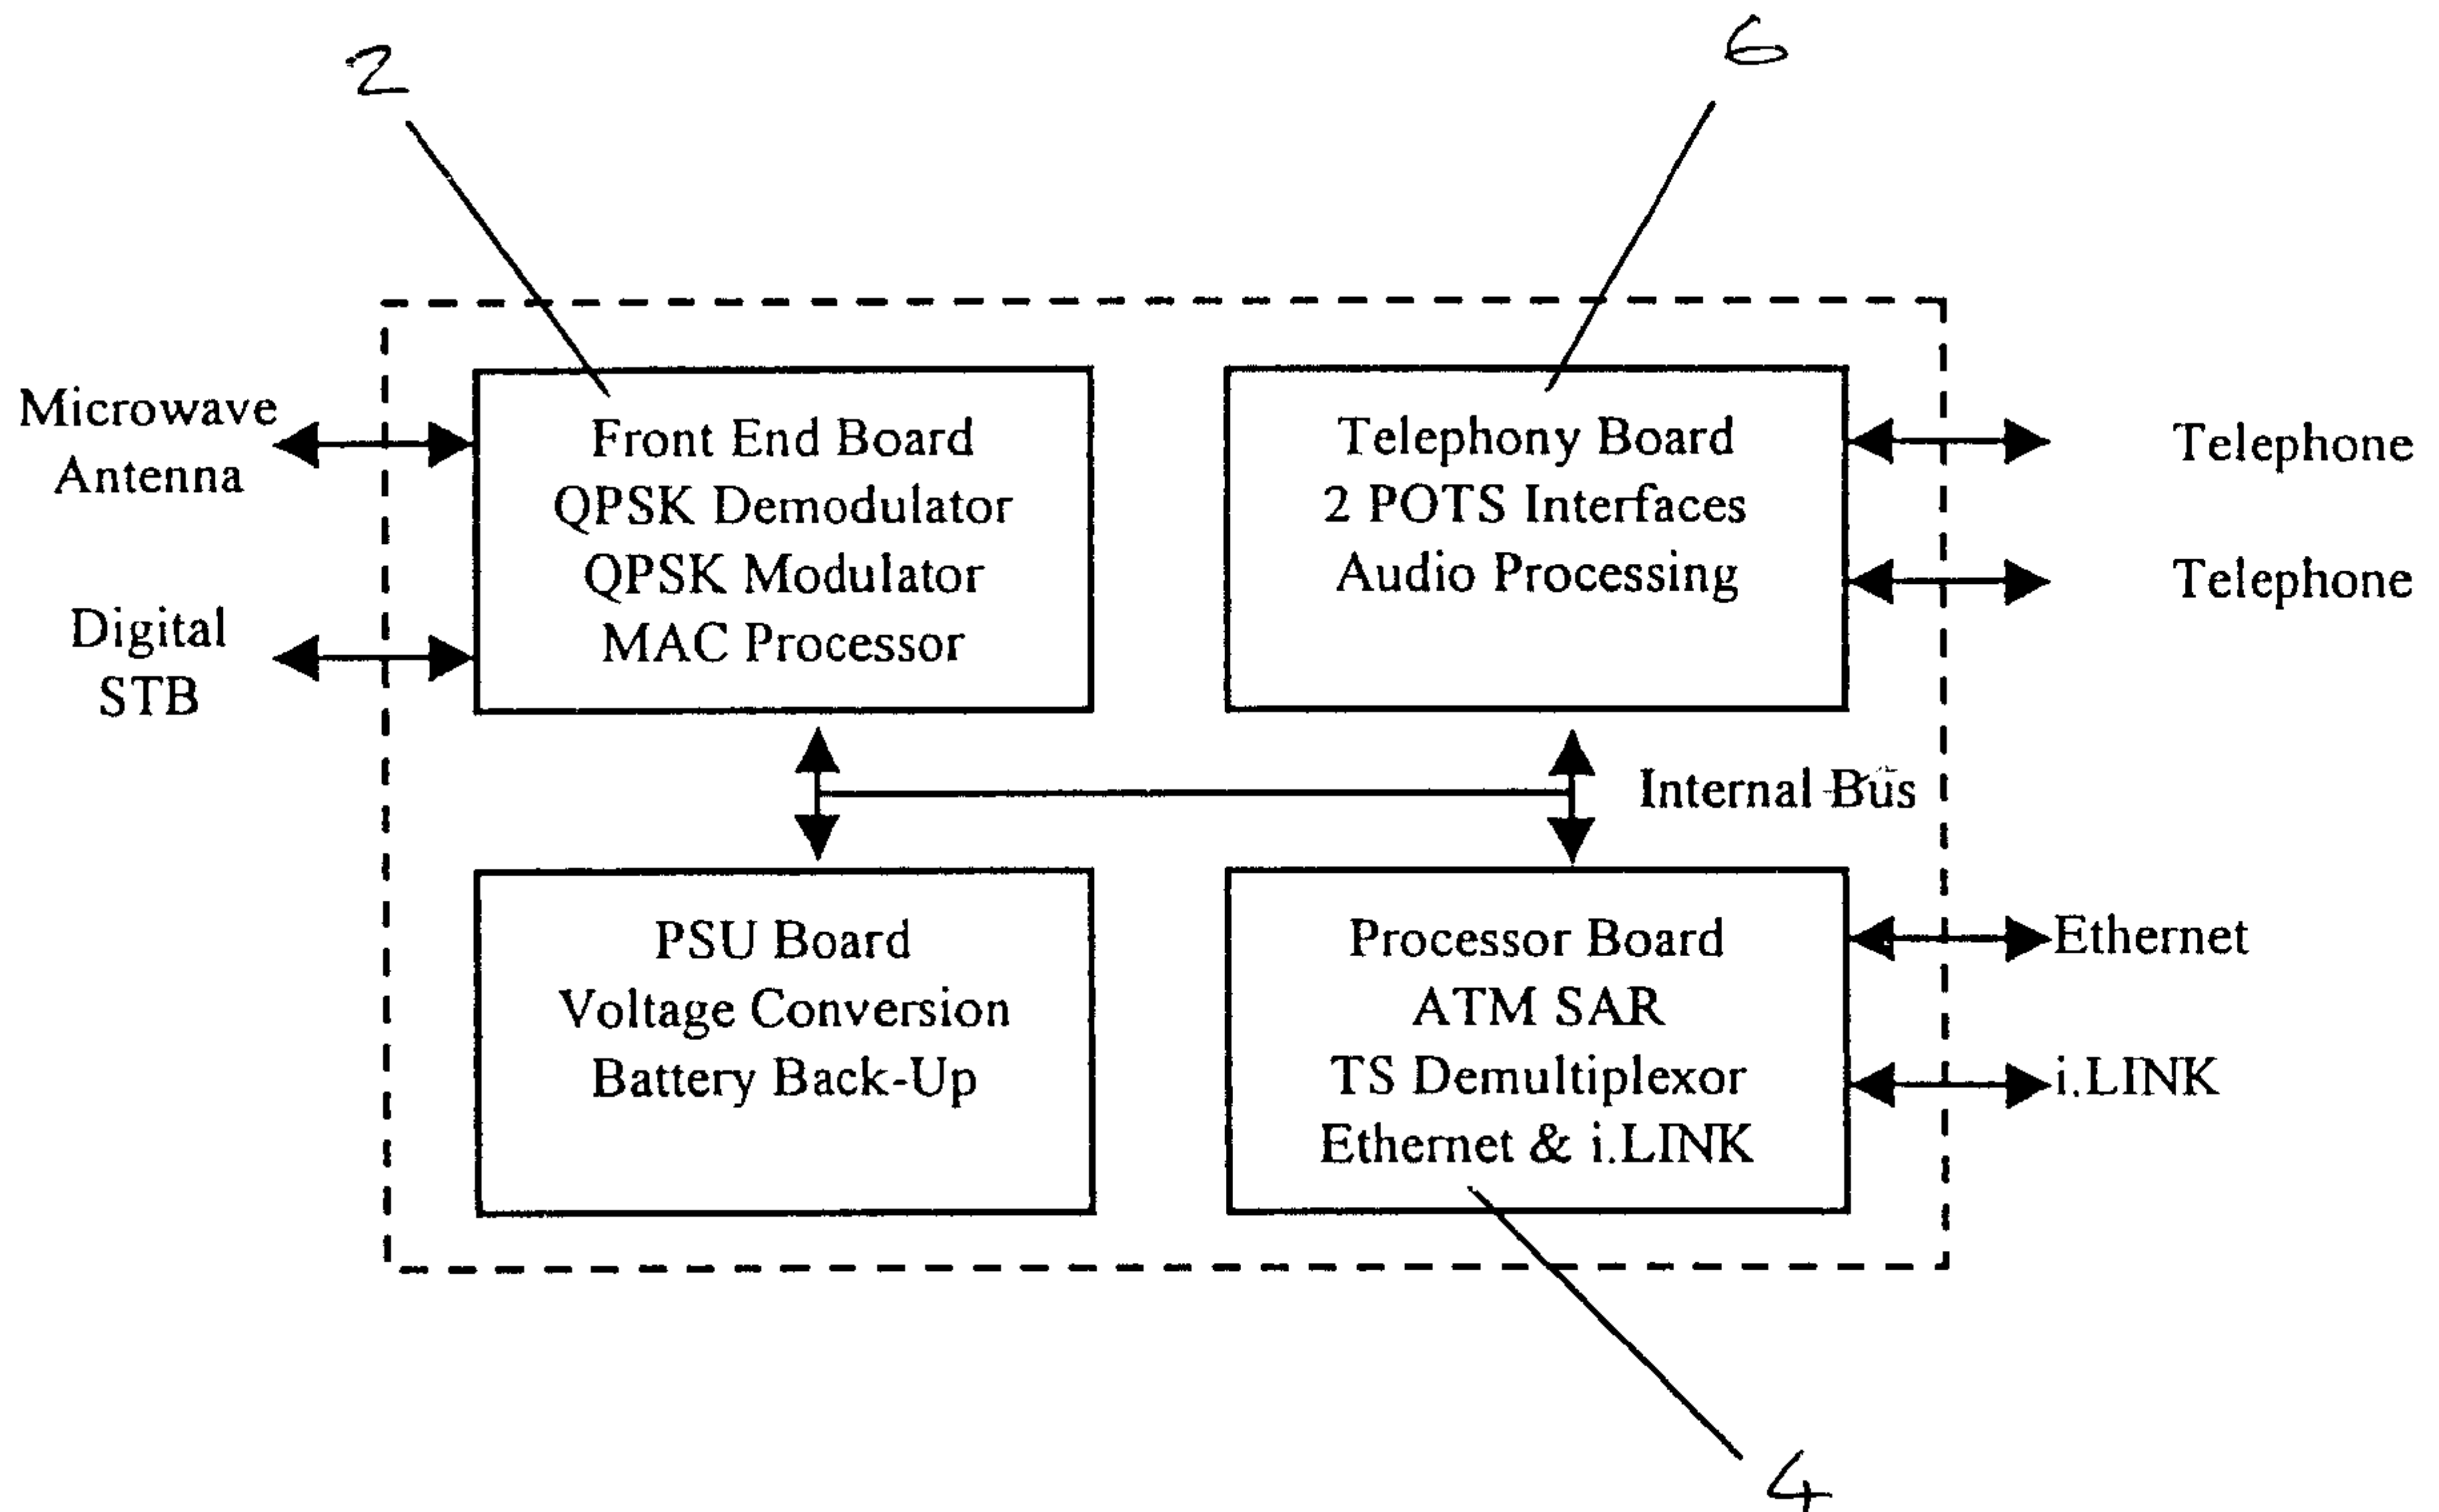 2
6
Microwave
Antenna
Digital
STB
Front End Board
QPSK Demodulator
QPSK Modulator
MAC Processor
Telephony Board
2 POTS Interfaces
Audio Processing
Telephone
Telephone
Internal Bus
PSU Board
Voltage Conversion
Battery Back-Up
Processor Board
ATM SAR
TS Demultiplexor
Ethernet & i.LINK
Ethernet
i.LINK
4